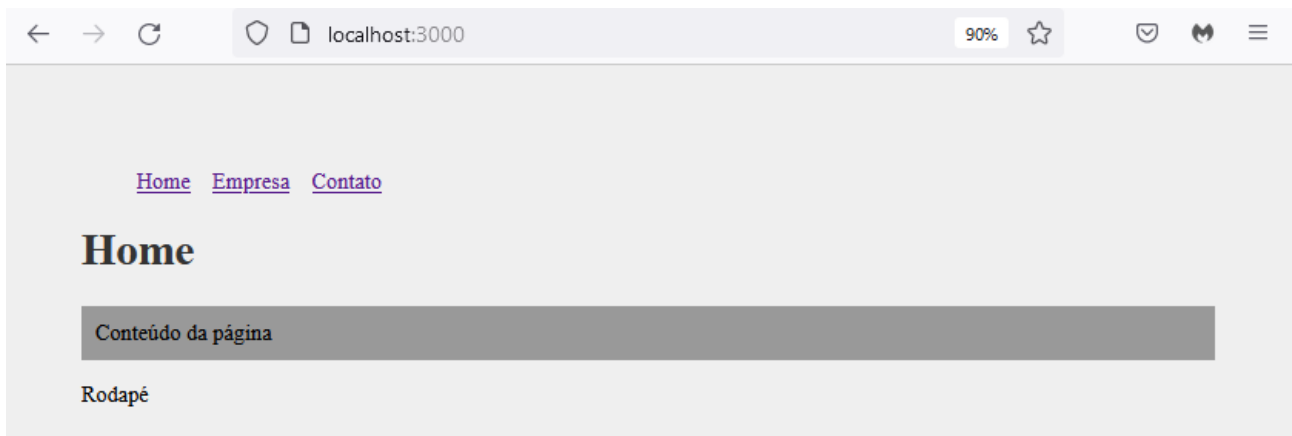 localhost:3000 90%
Home Empresa Contato
Home
Conteúdo da página
Rodapé